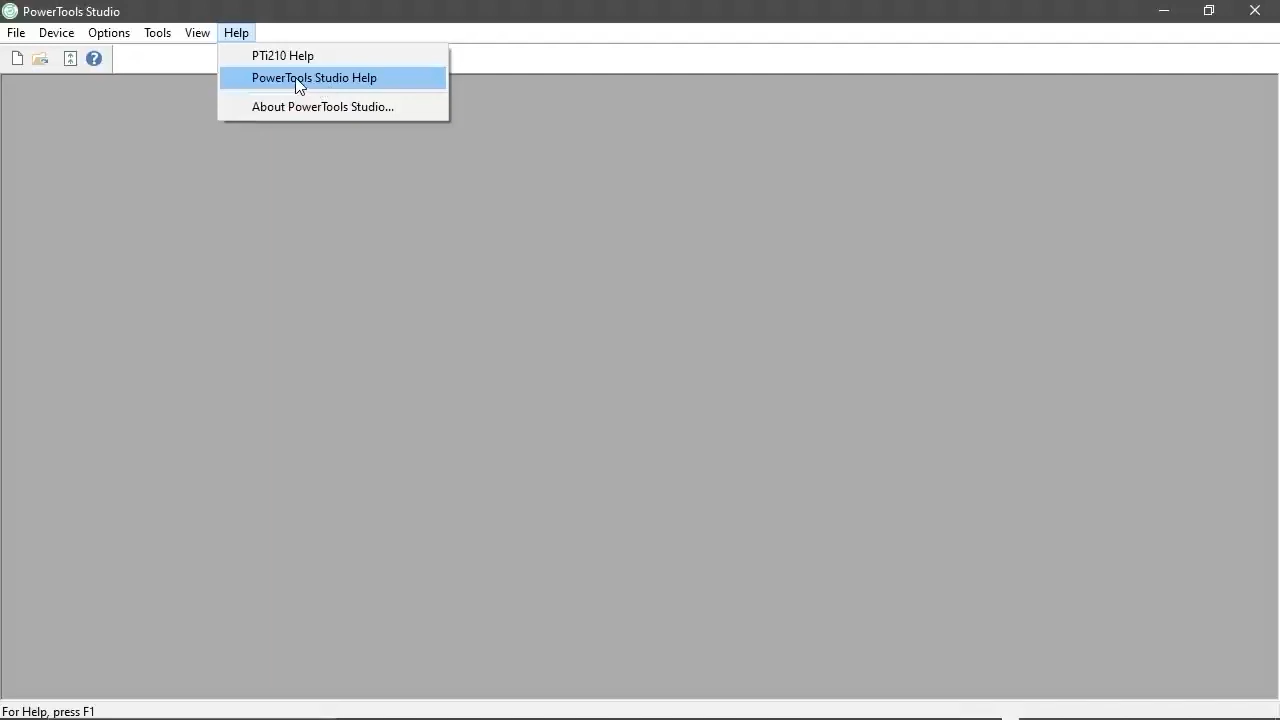 PowerTools Studio
File Device Options Tools View Help
PTi210 Help
PowerTools Studio Help
About PowerTools Studio...
For Help, press F1